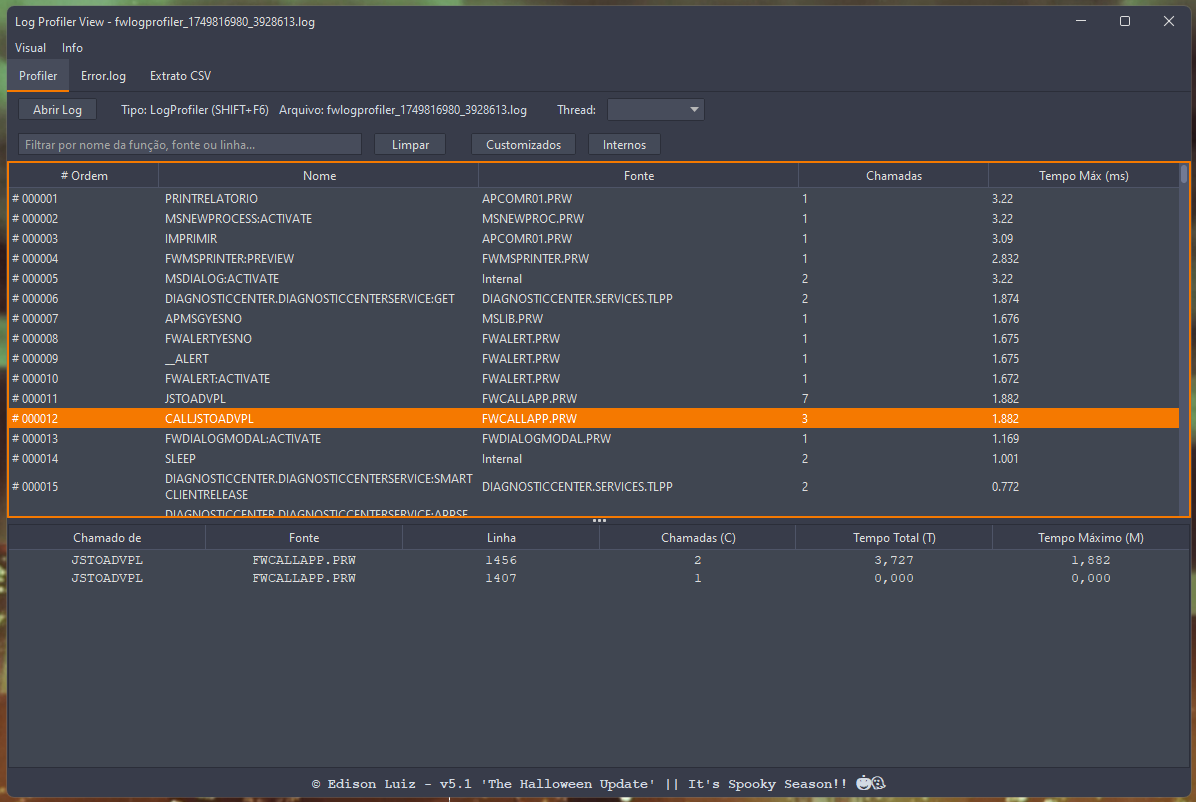 Log Profiler View - fwlogprofiler_1749816980_3928613.log
Visual Info
Profiler Error.log Extrato CSV
Abrir Log Tipo: LogProfiler (SHIFT+F6) Arquivo: fwlogprofiler_1749816980_3928613.log Thread:
Filtrar por nome da função, fonte ou linha... Limpar Customizados Internos
# Ordem Nome Fonte Chamadas Tempo Máx (ms)
# 000001 PRINTRELATORIO APCOMR01.PRW 1 3.22
# 000002 MSNEWPROCESS:ACTIVATE MSNEWPROC.PRW 1 3.22
# 000003 IMPRIMIR APCOMR01.PRW 1 3.09
# 000004 FWMSPRINTER:PREVIEW FWMSPRINTER.PRW 1 2.832
# 000005 MSDIALOG:ACTIVATE Internal 2 3.22
# 000006 DIAGNOSTICCENTER.DIAGNOSTICCENTERSERVICE:GET DIAGNOSTICCENTER.SERVICES.TLPP 2 1.874
# 000007 APMSGYESNO MSLIB.PRW 1 1.676
# 000008 FWALERTYESNO FWALERT.PRW 1 1.675
# 000009 __ALERT FWALERT.PRW 1 1.675
# 000010 FWALERT:ACTIVATE FWALERT.PRW 1 1.672
# 000011 JSTOADVPL FWCALLAPP.PRW 7 1.882
# 000012 CALLJSTOADVPL FWCALLAPP.PRW 3 1.882
# 000013 FWDIALOGMODAL:ACTIVATE FWDIALOGMODAL.PRW 1 1.169
# 000014 SLEEP Internal 2 1.001
# 000015 DIAGNOSTICCENTER.DIAGNOSTICCENTERSERVICE:SMART DIAGNOSTICCENTER.SERVICES.TLPP 2 0.772
CLIENTRELEASE
DIAGNOSTICCENTER.DIAGNOSTICCENTERSERVICE:APPSE
Chamado de Fonte Linha Chamadas (C) Tempo Total (T) Tempo Máximo (M)
JSTOADVPL FWCALLAPP.PRW 1456 2 3,727 1,882
JSTOADVPL FWCALLAPP.PRW 1407 1 0,000 0,000
© Edison Luiz - v5.1 'The Halloween Update' || It's Spooky Season!! 🎃